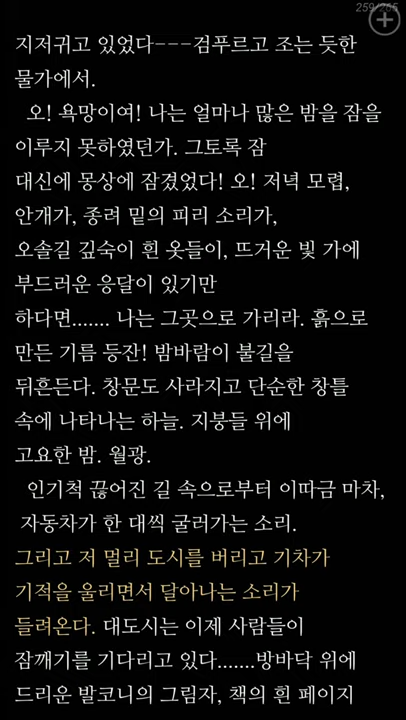 259/265
지저귀고 있었다---검푸르고 조는 듯한
물가에서.
오! 욕망이여! 나는 얼마나 많은 밤을 잠을
이루지 못하였던가. 그토록 잠
대신에 몽상에 잠겼었다! 오! 저녁 모렵,
안개가, 종려 밑의 피리 소리가,
오솔길 깊숙이 흰 옷들이, 뜨거운 빛 가에
부드러운 응달이 있기만
하다면....... 나는 그곳으로 가리라. 흙으로
만든 기름 등잔! 밤바람이 불길을
뒤흔든다. 창문도 사라지고 단순한 창틀
속에 나타나는 하늘. 지붕들 위에
고요한 밤. 월광.
인기척 끊어진 길 속으로부터 이따금 마차,
자동차가 한 대씩 굴러가는 소리.
그리고 저 멀리 도시를 버리고 기차가
기적을 울리면서 달아나는 소리가
들려온다. 대도시는 이제 사람들이
잠깨기를 기다리고 있다.......방바닥 위에
드리운 발코니의 그림자, 책의 흰 페이지